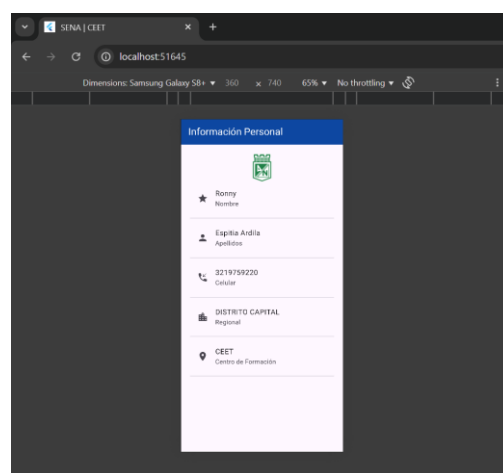 SENA | CEET
localhost:51645
Dimensions: Samsung Galaxy S8+ 360 x 740 65% No throttling
Información Personal
Ronny
Nombre
Espitia Ardila
Apellidos
3219759220
Celular
DISTRITO CAPITAL
Regional
CEET
Centro de Formación